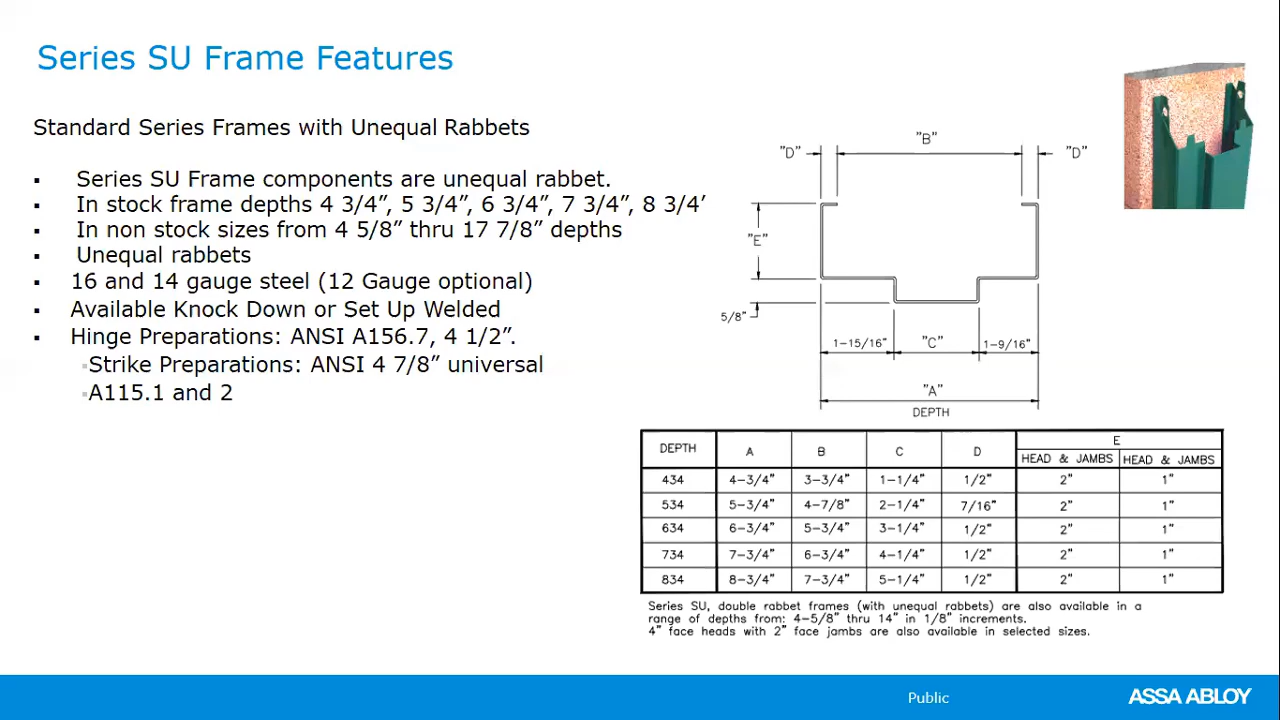 Series SU Frame Features
Standard Series Frames with Unequal Rabbets
▪ Series SU Frame components are unequal rabbet.
▪ In stock frame depths 4 3/4”, 5 3/4”, 6 3/4”, 7 3/4”, 8 3/4’
▪ In non stock sizes from 4 5/8” thru 17 7/8” depths
▪ Unequal rabbets
▪ 16 and 14 gauge steel (12 Gauge optional)
▪ Available Knock Down or Set Up Welded
▪ Hinge Preparations: ANSI A156.7, 4 1/2”.
▫Strike Preparations: ANSI 4 7/8” universal
▫A115.1 and 2
"B"
"D" "D"
"E"
5/8"
1-15/16" "C" 1-9/16"
"A"
DEPTH
DEPTH A B C D E
HEAD & JAMBS HEAD & JAMBS
434 4-3/4" 3-3/4" 1-1/4" 1/2" 2" 1"
534 5-3/4" 4-7/8" 2-1/4" 7/16" 2" 1"
634 6-3/4" 5-3/4" 3-1/4" 1/2" 2" 1"
734 7-3/4" 6-3/4" 4-1/4" 1/2" 2" 1"
834 8-3/4" 7-3/4" 5-1/4" 1/2" 2" 1"
Series SU, double rabbet frames (with unequal rabbets) are also available in a
range of depths from: 4-5/8" thru 14" in 1/8" increments.
4" face heads with 2" face jambs are also available in selected sizes.
Public
ASSA ABLOY